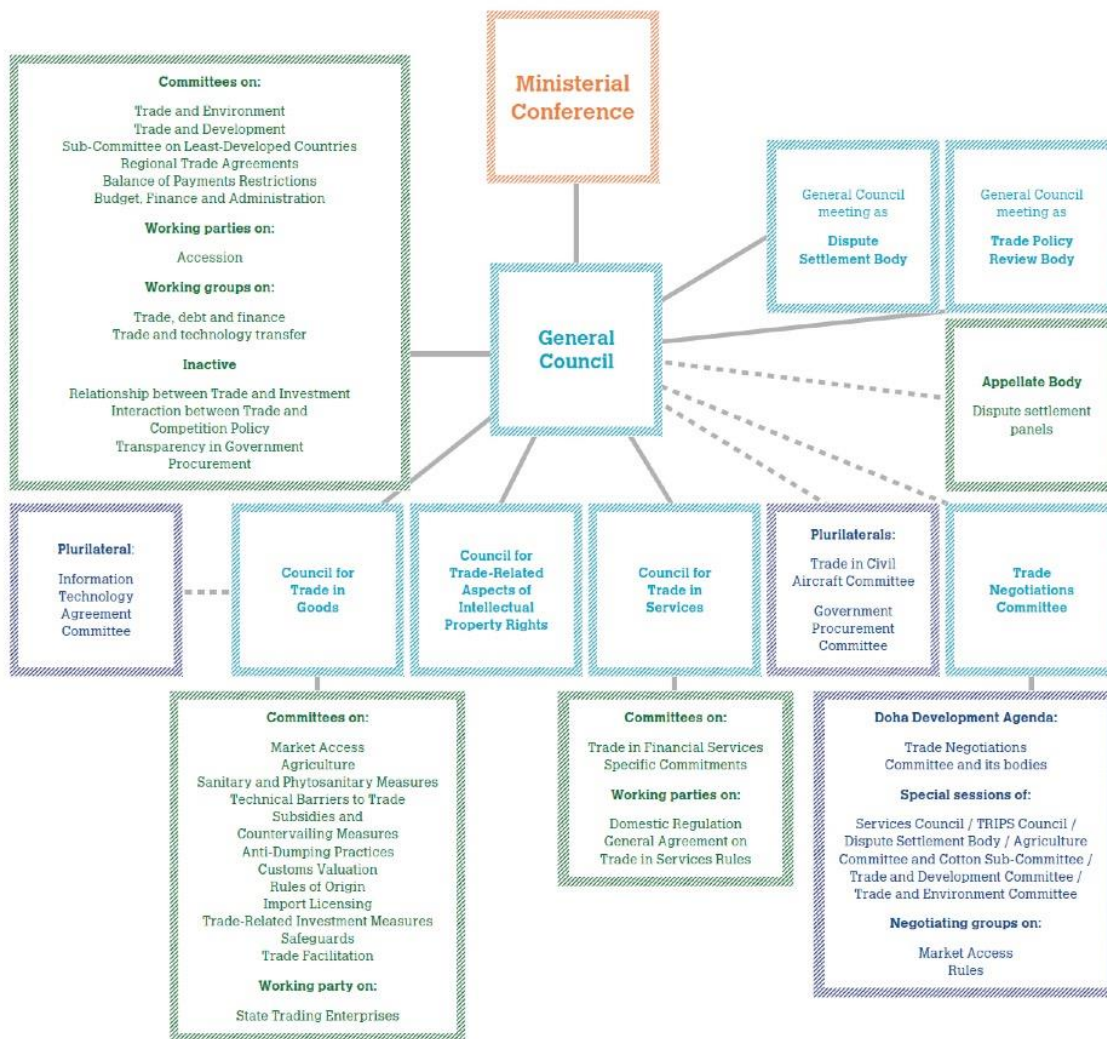 Ministerial
Conference
Committees on:
Trade and Environment
Trade and Development
Sub-Committee on Least-Developed Countries
Regional Trade Agreements
Balance of Payments Restrictions
Budget, Finance and Administration
Working parties on:
Accession
Working groups on:
Trade, debt and finance
Trade and technology transfer
Inactive
Relationship between Trade and Investment
Interaction between Trade and
Competition Policy
Transparency in Government
Procurement
General Council
meeting as
Dispute
Settlement Body
General Council
meeting as
Trade Policy
Review Body
General
Council
Appellate Body
Dispute settlement
panels
Plurilateral:
Information
Technology
Agreement
Committee
Council for
Trade in
Goods
Council for
Trade-Related
Aspects of
Intellectual
Property Rights
Council for
Trade in
Services
Plurilaterals:
Trade in Civil
Aircraft Committee
Government
Procurement
Committee
Trade
Negotiations
Committee
Committees on:
Market Access
Agriculture
Sanitary and Phytosanitary Measures
Technical Barriers to Trade
Subsidies and
Countervailing Measures
Anti-Dumping Practices
Customs Valuation
Rules of Origin
Import Licensing
Trade-Related Investment Measures
Safeguards
Trade Facilitation
Working party on:
State Trading Enterprises
Committees on:
Trade in Financial Services
Specific Commitments
Working parties on:
Domestic Regulation
General Agreement on
Trade in Services Rules
Doha Development Agenda:
Trade Negotiations
Committee and its bodies
Special sessions of:
Services Council / TRIPS Council /
Dispute Settlement Body / Agriculture
Committee and Cotton Sub-Committee /
Trade and Development Committee /
Trade and Environment Committee
Negotiating groups on:
Market Access
Rules